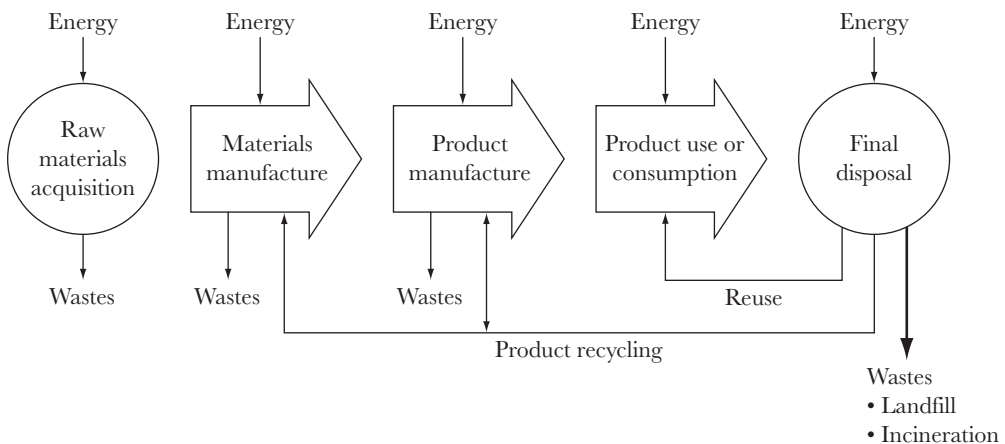 Energy
Energy
Energy
Energy
Energy
Raw
materials
acquisition
Materials
manufacture
Product
manufacture
Product use or
consumption
Final
disposal
Wastes
Wastes
Wastes
Reuse
Product recycling
Wastes
• Landfill
• Incineration